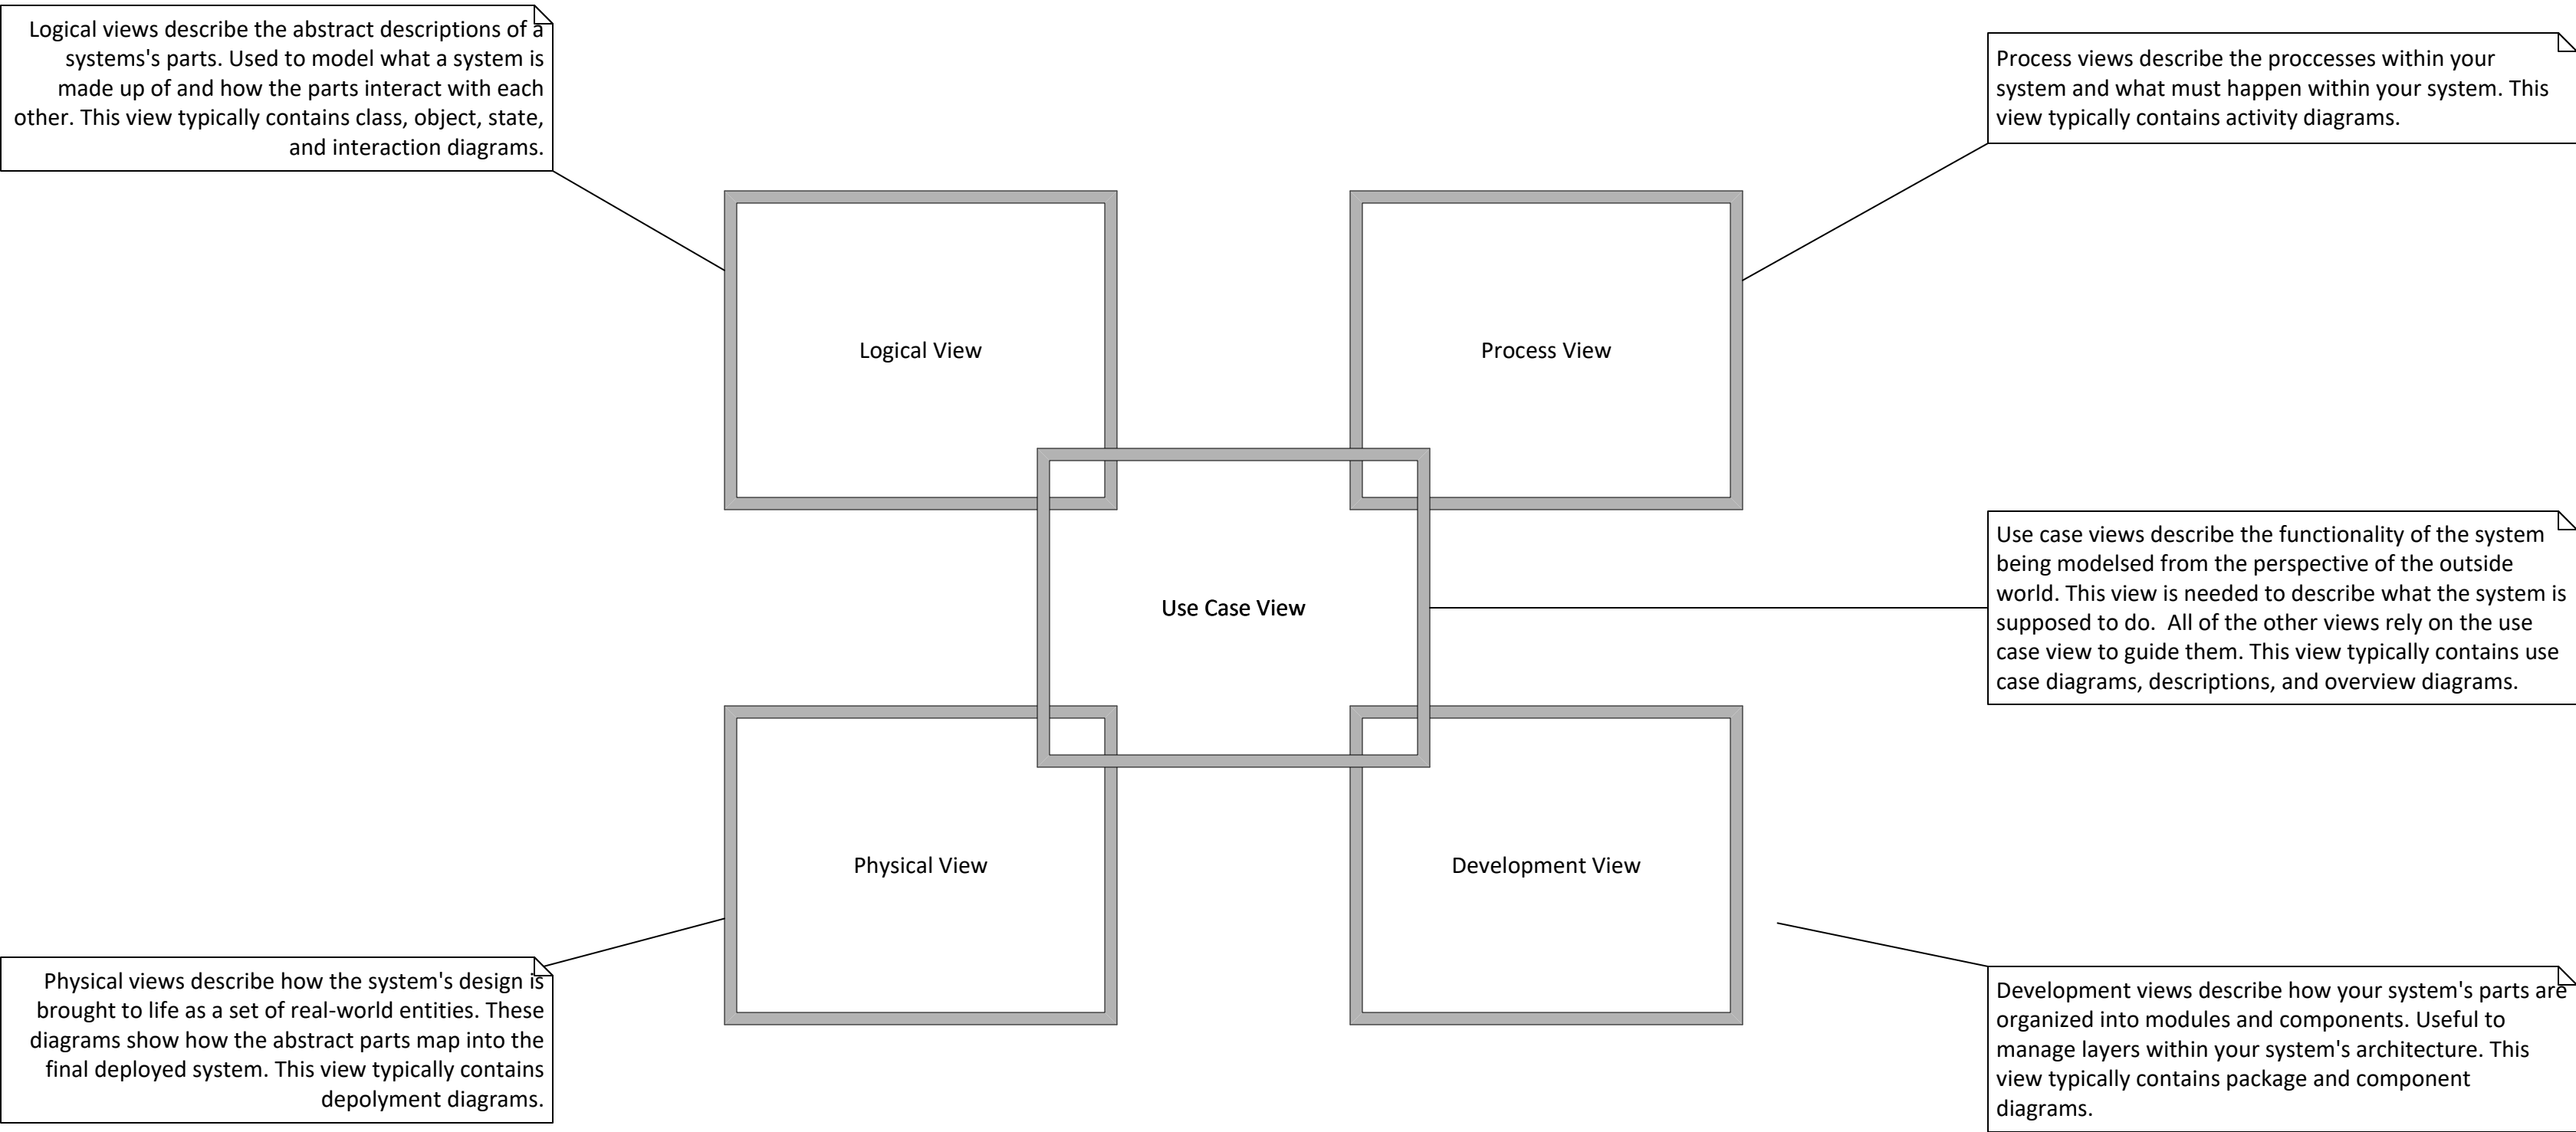 Logical views describe the abstract descriptions of a
systems's parts. Used to model what a system is
made up of and how the parts interact with each
other. This view typically contains class, object, state,
and interaction diagrams.
Process views describe the proccesses within your
system and what must happen within your system. This
view typically contains activity diagrams.
Logical View
Process View
Use case views describe the functionality of the system
being modelsed from the perspective of the outside
world. This view is needed to describe what the system is
supposed to do.  All of the other views rely on the use
case view to guide them. This view typically contains use
case diagrams, descriptions, and overview diagrams.
Use Case View
Physical View
Development View
Physical views describe how the system's design is
brought to life as a set of real-world entities. These
diagrams show how the abstract parts map into the
final deployed system. This view typically contains
depolyment diagrams.
Development views describe how your system's parts are
organized into modules and components. Useful to
manage layers within your system's architecture. This
view typically contains package and component
diagrams.